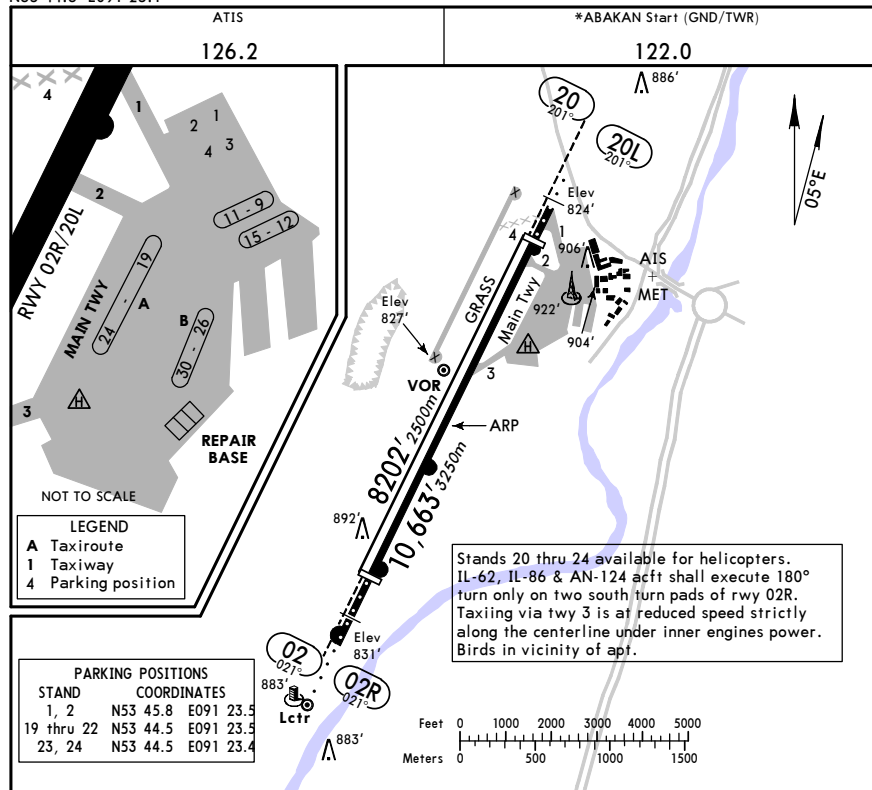 ATIS
126.2
*ABAKAN Start (GND/TWR)
122.0
4
1
2 1
4 3
2
11 - 9
15 - 12
RWY 02R/20L
MAIN TWY
24 - 19
A
B
30 - 26
3
H
REPAIR
BASE
NOT TO SCALE
LEGEND
A Taxiroute
1 Taxiway
4 Parking position
PARKING POSITIONS
STAND COORDINATES
1, 2 N53 45.8 E091 23.5
19 thru 22 N53 44.5 E091 23.5
23, 24 N53 44.5 E091 23.4
886'
20
201°
20L
201°
05°E
Elev
824'
4
1
906'
2
AIS
MET
GRASS
Main Twy
922'
904'
Elev
827'
H
3
VOR
ARP
8202' 2500m
10,663' 3250m
892'
Stands 20 thru 24 available for helicopters.
IL-62, IL-86 & AN-124 acft shall execute 180°
turn only on two south turn pads of rwy 02R.
Taxiing via twy 3 is at reduced speed strictly
along the centerline under inner engines power.
Birds in vicinity of apt.
Elev
831'
02
021°
02R
021°
883'
L
Lctr
883'
Feet 0 1000 2000 3000 4000 5000
Meters 0 500 1000 1500